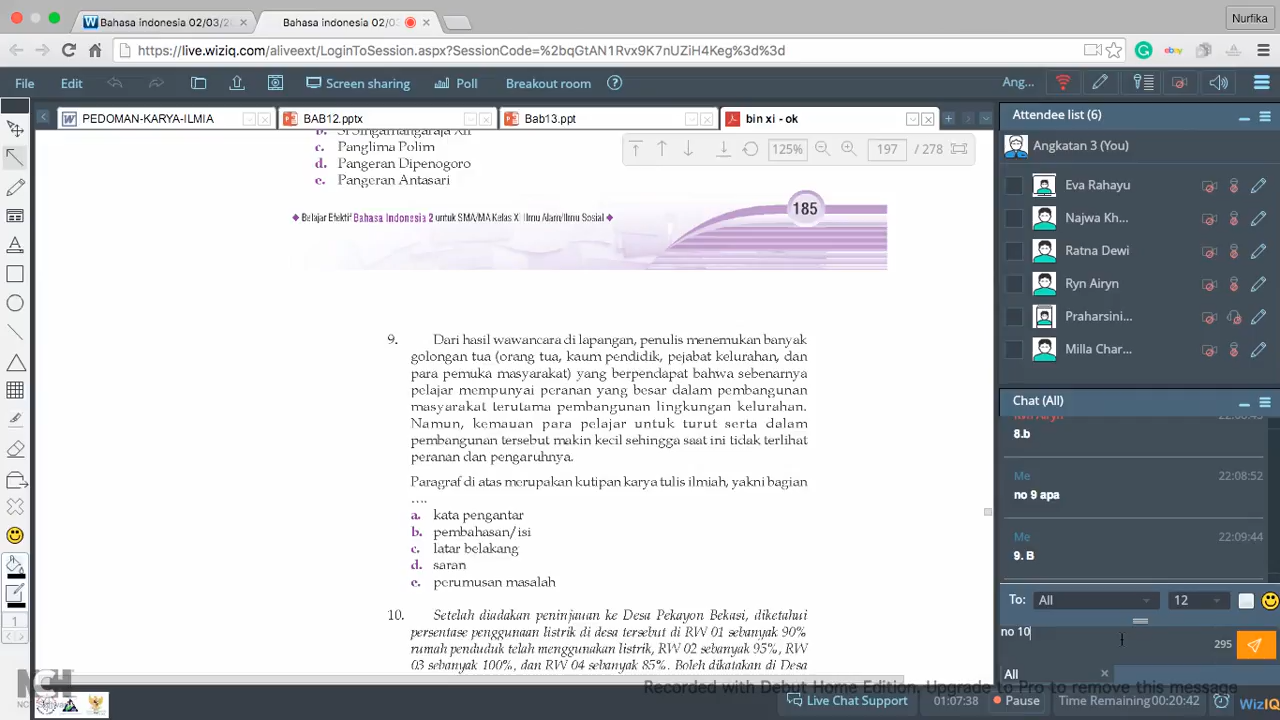 Bahasa indonesia 02/03/2
Bahasa indonesia 02/03/
Nurfika
https://live.wiziq.com/aliveext/LoginToSession.aspx?SessionCode=%2bqGtAN1Rvx9K7nUZiH4Keg%3d%3d
File
Edit
Screen sharing
Poll
Breakout room
Ang...
PEDOMAN-KARYA-ILMIA
BAB12.pptx
Bab13.ppt
bin xi - ok
125%
197 / 278
b. Si Singamangaraja XII
c. Panglima Polim
d. Pangeran Dipenogoro
e. Pangeran Antasari
Belajar Efektif Bahasa Indonesia 2 untuk SMA/MA Kelas XI Ilmu Alam/Ilmu Sosial
185
9. Dari hasil wawancara di lapangan, penulis menemukan banyak
golongan tua (orang tua, kaum pendidik, pejabat kelurahan, dan
para pemuka masyarakat) yang berpendapat bahwa sebenarnya
pelajar mempunyai peranan yang besar dalam pembangunan
masyarakat terutama pembangunan lingkungan kelurahan.
Namun, kemauan para pelajar untuk turut serta dalam
pembangunan tersebut makin kecil sehingga saat ini tidak terlihat
peranan dan pengaruhnya.
Paragraf di atas merupakan kutipan karya tulis ilmiah, yakni bagian
....
a. kata pengantar
b. pembahasan/isi
c. latar belakang
d. saran
e. perumusan masalah
10. Setelah diadakan peninjauan ke Desa Pekayon Bekasi, diketahui
persentase penggunaan listrik di desa tersebut di RW 01 sebanyak 90%
rumah penduduk telah menggunakan listrik, RW 02 sebanyak 95%, RW
03 sebanyak 100%, dan RW 04 sebanyak 85%. Boleh dikatakan di Desa
Attendee list (6)
Angkatan 3 (You)
Eva Rahayu
Najwa Kh...
Ratna Dewi
Ryn Airyn
Praharsini...
Milla Char...
Chat (All)
8.b
Me 22:08:52
no 9 apa
Me 22:09:44
9. B
To: All 12
no 10
295
All
1
NCH
Recorded with Debut Home Edition. Upgrade to Pro to remove this message
Live Chat Support
01:07:38
Pause
Time Remaining 00:20:42
WizIQ